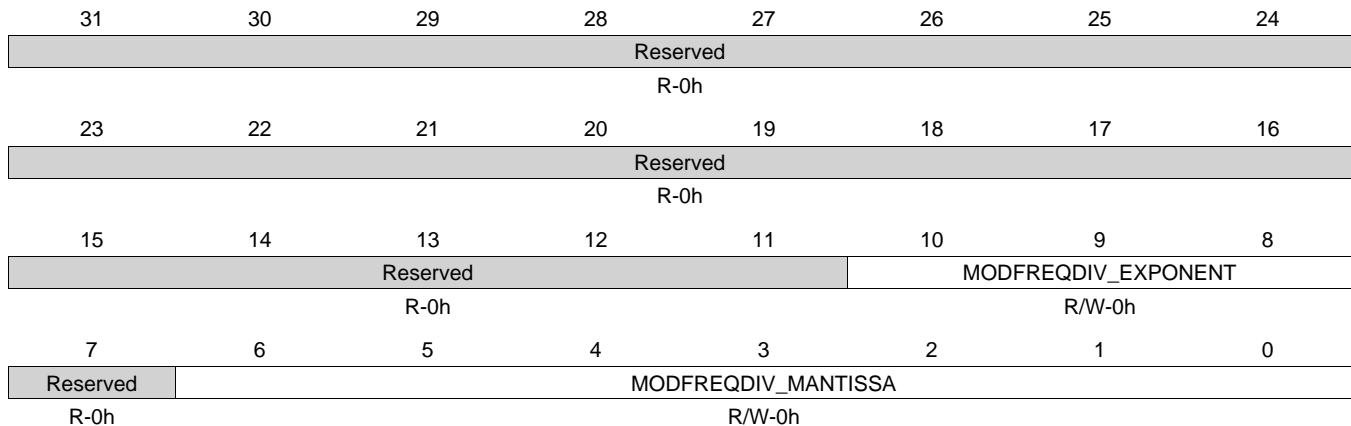 31 30 29 28 27 26 25 24
Reserved
R-0h
23 22 21 20 19 18 17 16
Reserved
R-0h
15 14 13 12 11 10 9 8
Reserved MODFREQDIV_EXPONENT
R-0h R/W-0h
7 6 5 4 3 2 1 0
Reserved MODFREQDIV_MANTISSA
R-0h R/W-0h